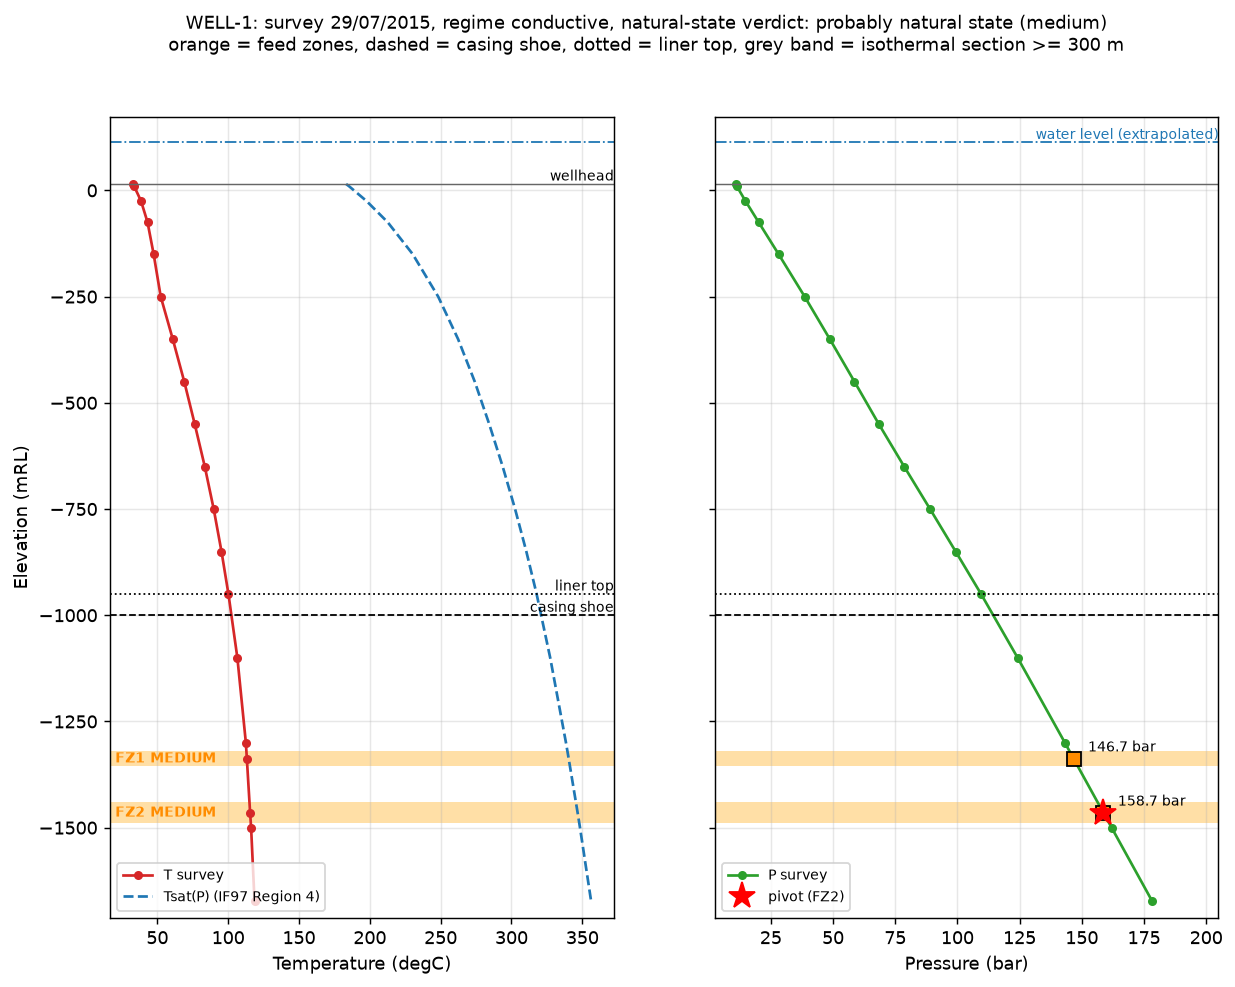 WELL-1: survey 29/07/2015, regime conductive, natural-state verdict: probably natural state (medium)
orange = feed zones, dashed = casing shoe, dotted = liner top, grey band = isothermal section >= 300 m
water level (extrapolated)
wellhead
0
−250
−500
−750
−1000
−1250
−1500
Elevation (mRL)
liner top
casing shoe
FZ1 MEDIUM
FZ2 MEDIUM
146.7 bar
158.7 bar
T survey
Tsat(P) (IF97 Region 4)
P survey
pivot (FZ2)
50 100 150 200 250 300 350
25 50 75 100 125 150 175 200
Temperature (degC)
Pressure (bar)